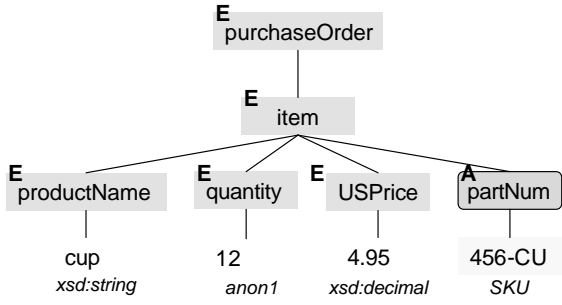 E
purchaseOrder
E
item
E E E A
productName quantity USPrice partNum
cup 12 4.95 456-CU
xsd:string anon1 xsd:decimal SKU